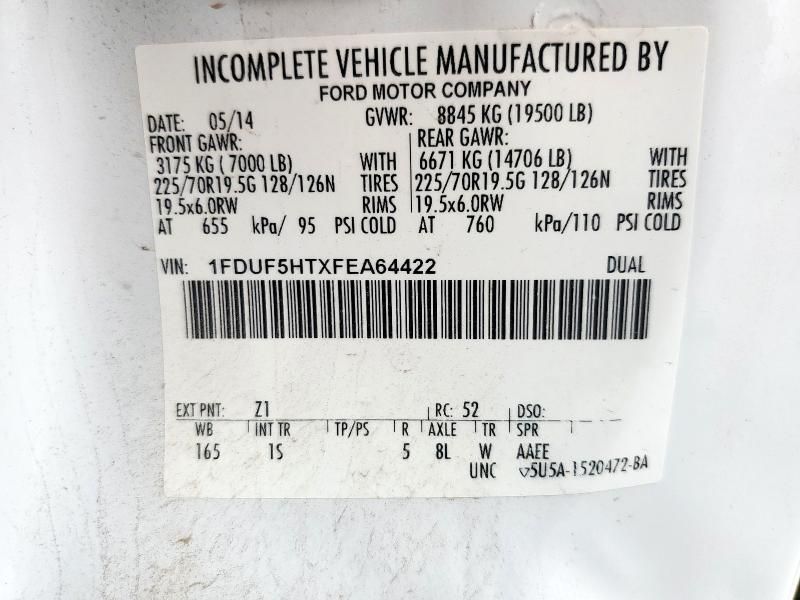 INCOMPLETE VEHICLE MANUFACTURED BY
FORD MOTOR COMPANY
DATE: 05/14 GVWR: 8845 KG (19500 LB)
FRONT GAWR: REAR GAWR:
3175 KG ( 7000 LB) WITH 6671 KG (14706 LB) WITH
225/70R19.5G 128/126N TIRES 225/70R19.5G 128/126N TIRES
19.5x6.0RW RIMS 19.5x6.0RW RIMS
AT 655 kPa/ 95 PSI COLD AT 760 kPa/110 PSI COLD
VIN: 1FDUF5HTXFEA64422 DUAL
EXT PNT: Z1 RC: 52 DSO:
WB INT TR TP/PS R AXLE TR SPR
165 1S 5 8L W AAEE
UNC 5U5A-1520472-BA